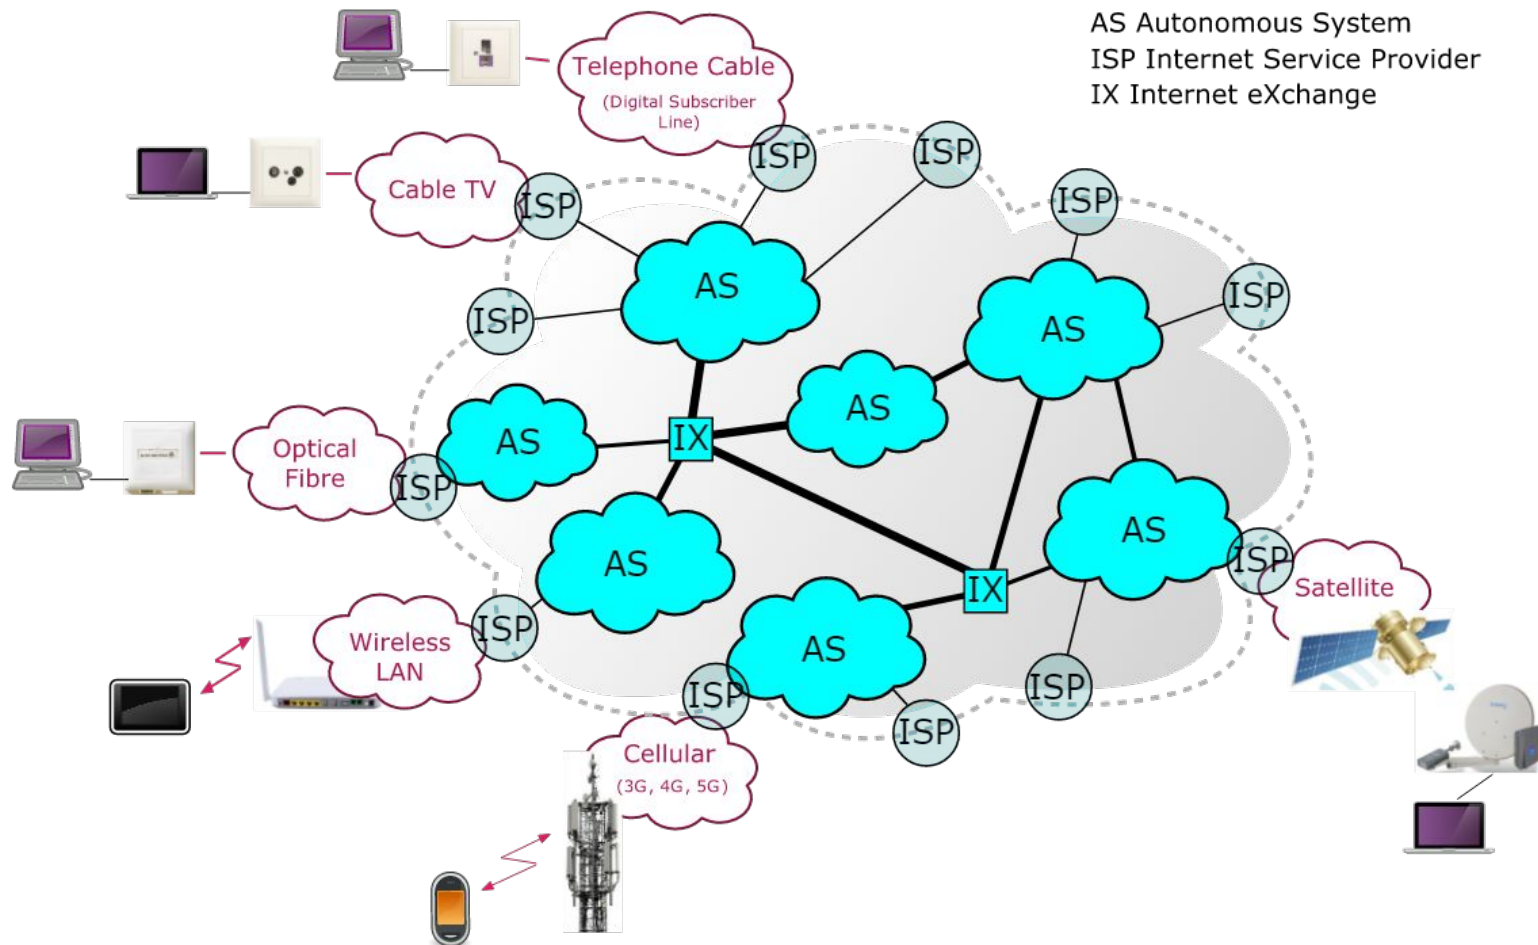 AS Autonomous System
ISP Internet Service Provider
IX Internet eXchange
Telephone Cable
(Digital Subscriber
Line)
ISP
ISP
Cable TV
ISP
ISP
ISP
ISP
AS
AS
AS
Optical
Fibre
ISP
AS
IX
AS
AS
ISP
Satellite
IX
Wireless
LAN
ISP
AS
ISP
ISP
ISP
Cellular
(3G, 4G, 5G)